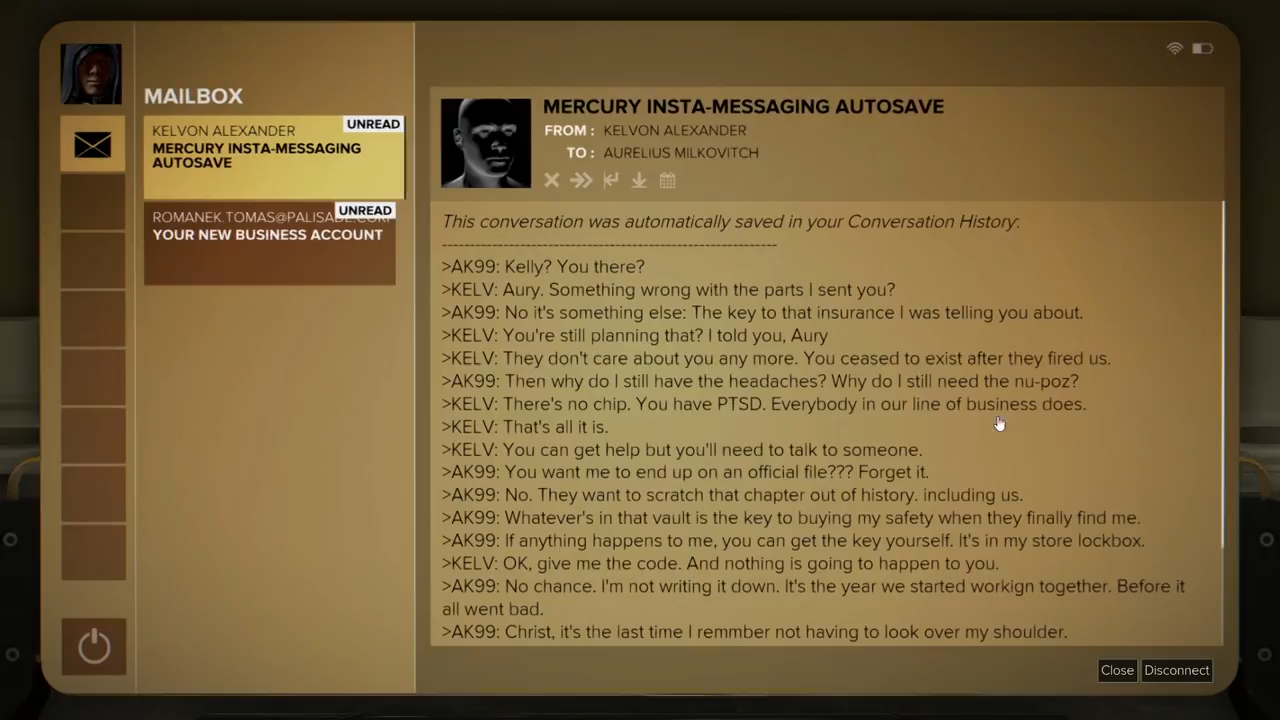 MAILBOX
KELVON ALEXANDER
UNREAD
MERCURY INSTA-MESSAGING
AUTOSAVE
UNREAD
ROMANEK.TOMAS@PALISADE.CORP
YOUR NEW BUSINESS ACCOUNT
MERCURY INSTA-MESSAGING AUTOSAVE
FROM : KELVON ALEXANDER
TO : AURELIUS MILKOVITCH
This conversation was automatically saved in your Conversation History:
------------------------------------------------------------
>AK99: Kelly? You there?
>KELV: Aury. Something wrong with the parts I sent you?
>AK99: No it's something else: The key to that insurance I was telling you about.
>KELV: You're still planning that? I told you, Aury
>KELV: They don't care about you any more. You ceased to exist after they fired us.
>AK99: Then why do I still have the headaches? Why do I still need the nu-poz?
>KELV: There's no chip. You have PTSD. Everybody in our line of business does.
>KELV: That's all it is.
>KELV: You can get help but you'll need to talk to someone.
>AK99: You want me to end up on an official file??? Forget it.
>AK99: No. They want to scratch that chapter out of history. including us.
>AK99: Whatever's in that vault is the key to buying my safety when they finally find me.
>AK99: If anything happens to me, you can get the key yourself. It's in my store lockbox.
>KELV: OK, give me the code. And nothing is going to happen to you.
>AK99: No chance. I'm not writing it down. It's the year we started workign together. Before it
all went bad.
>AK99: Christ, it's the last time I remmber not having to look over my shoulder.
Close
Disconnect